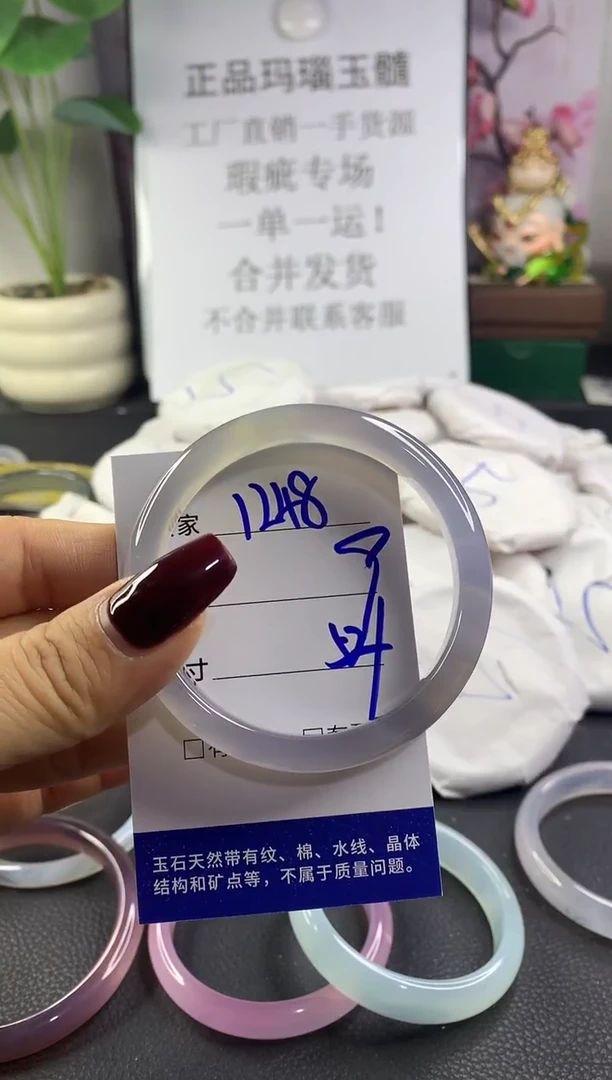 正品玛瑙玉髓
工厂直销一手货源
瑕疵专场
一单一运！
合并发货
不合并联系客服
家 1248
寸 54
玉石天然带有纹、棉、水线、晶体
结构和矿点等，不属于质量问题。